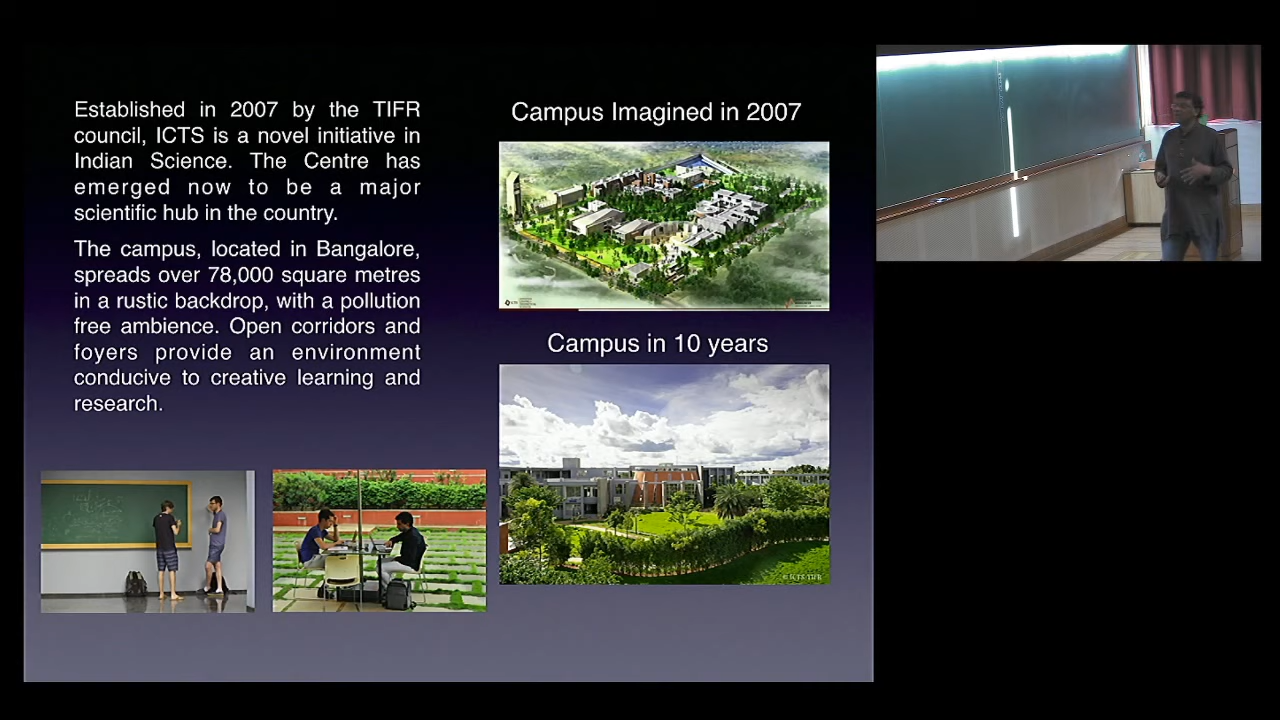 Established in 2007 by the TIFR
council, ICTS is a novel initiative in
Indian Science. The Centre has
emerged now to be a major
scientific hub in the country.
The campus, located in Bangalore,
spreads over 78,000 square metres
in a rustic backdrop, with a pollution
free ambience. Open corridors and
foyers provide an environment
conducive to creative learning and
research.
Campus Imagined in 2007
Campus in 10 years
© ICTS-TIFR